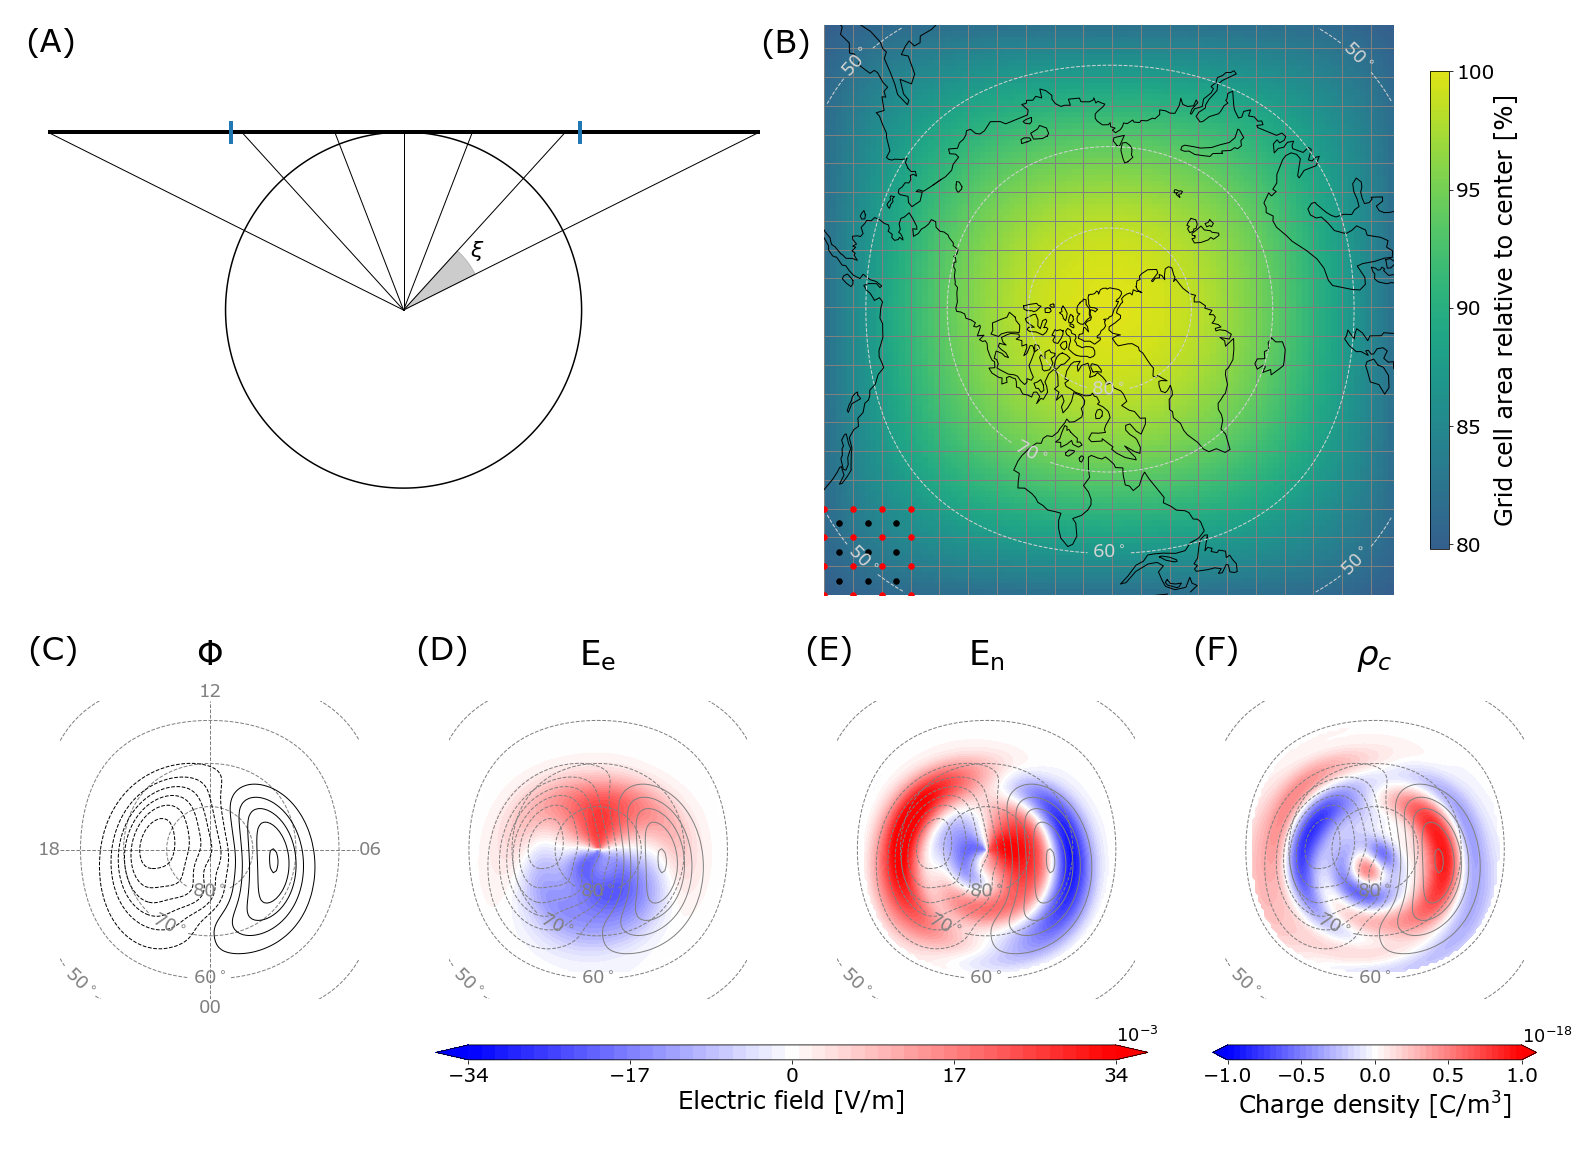 (A)
ξ
(B)
50°
50°
80°
70°
60°
50°
50°
100
95
90
85
80
Grid cell area relative to center [%]
(C)
Φ
12
18
06
80°
70°
60°
50°
00
(D)
E_e
80°
70°
60°
50°
(E)
E_n
80°
70°
60°
50°
(F)
ρ_c
80°
70°
60°
50°
10⁻³
−34 −17 0 17 34
Electric field [V/m]
10⁻¹⁸
−1.0 −0.5 0.0 0.5 1.0
Charge density [C/m³]